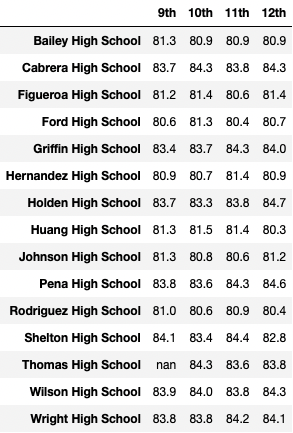 9th 10th 11th 12th
Bailey High School 81.3 80.9 80.9 80.9
Cabrera High School 83.7 84.3 83.8 84.3
Figueroa High School 81.2 81.4 80.6 81.4
Ford High School 80.6 81.3 80.4 80.7
Griffin High School 83.4 83.7 84.3 84.0
Hernandez High School 80.9 80.7 81.4 80.9
Holden High School 83.7 83.3 83.8 84.7
Huang High School 81.3 81.5 81.4 80.3
Johnson High School 81.3 80.8 80.6 81.2
Pena High School 83.8 83.6 84.3 84.6
Rodriguez High School 81.0 80.6 80.9 80.4
Shelton High School 84.1 83.4 84.4 82.8
Thomas High School nan 84.3 83.6 83.8
Wilson High School 83.9 84.0 83.8 84.3
Wright High School 83.8 83.8 84.2 84.1